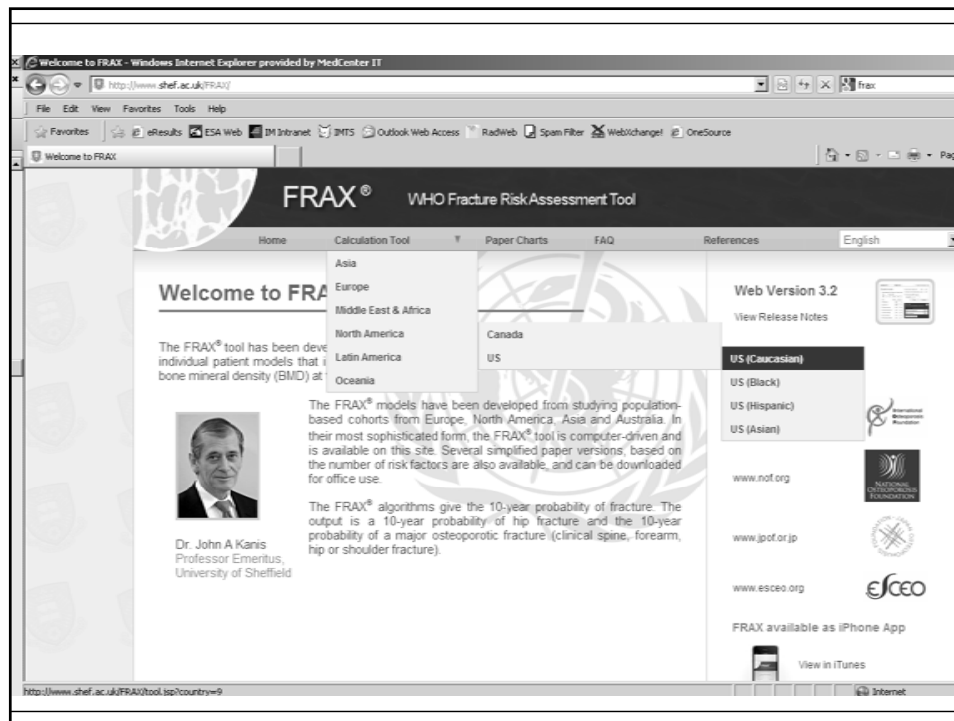 Welcome to FRAX - Windows Internet Explorer provided by MedCenter IT
http://www.shef.ac.uk/FRAX/
frax
File Edit View Favorites Tools Help
Favorites eResults ESA Web IM Intranet IMTS Outlook Web Access RadWeb Spam Filter WebXchange! OneSource
Welcome to FRAX
Pag
FRAX ® WHO Fracture Risk Assessment Tool
Home Calculation Tool Paper Charts FAQ References English
Asia
Europe
Middle East & Africa
North America
Latin America
Oceania
Canada
US
US (Caucasian)
US (Black)
US (Hispanic)
US (Asian)
Welcome to FRA
The FRAX® tool has been deve
individual patient models that i
bone mineral density (BMD) at
The FRAX® models have been developed from studying population-
based cohorts from Europe, North America, Asia and Australia. In
their most sophisticated form, the FRAX® tool is computer-driven and
is available on this site. Several simplified paper versions, based on
the number of risk factors are also available, and can be downloaded
for office use.
The FRAX® algorithms give the 10-year probability of fracture. The
output is a 10-year probability of hip fracture and the 10-year
probability of a major osteoporotic fracture (clinical spine, forearm,
hip or shoulder fracture).
Dr. John A Kanis
Professor Emeritus,
University of Sheffield
Web Version 3.2
View Release Notes
International
Osteoporosis
Foundation
www.nof.org
NATIONAL
OSTEOPOROSIS
FOUNDATION
www.jpof.or.jp
www.esceo.org
ESCEO
FRAX available as iPhone App
View in iTunes
http://www.shef.ac.uk/FRAX/tool.jsp?country=9
Internet